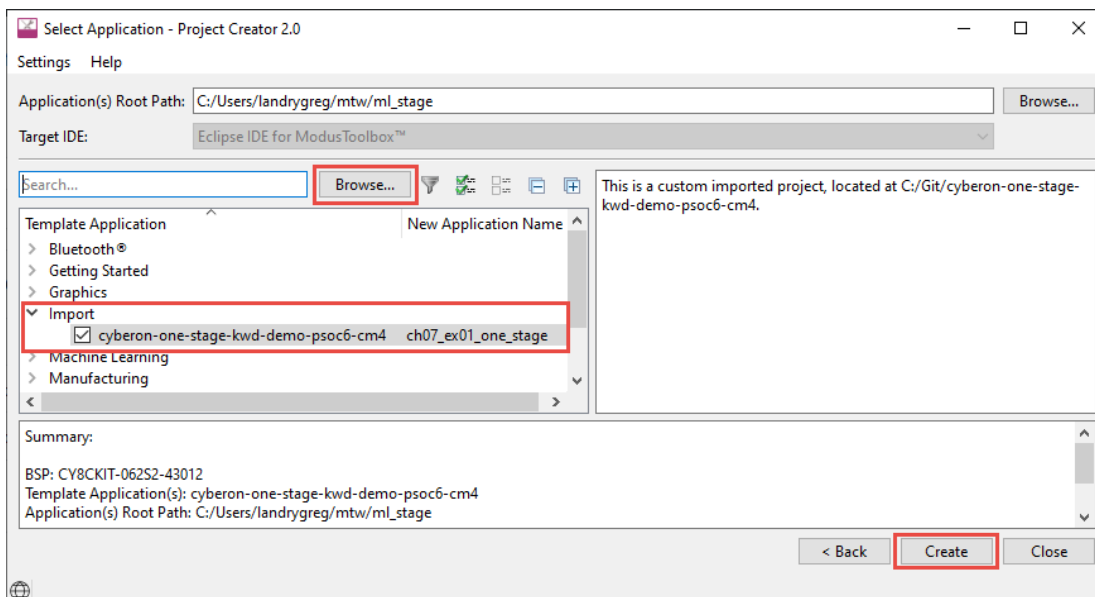 Select Application - Project Creator 2.0
Settings Help
Application(s) Root Path: C:/Users/landrygreg/mtw/ml_stage Browse...
Target IDE: Eclipse IDE for ModusToolbox™
Search... Browse...
Template Application New Application Name
Bluetooth®
Getting Started
Graphics
Import
cyberon-one-stage-kwd-demo-psoc6-cm4 ch07_ex01_one_stage
Machine Learning
Manufacturing
This is a custom imported project, located at C:/Git/cyberon-one-stage-
kwd-demo-psoc6-cm4.
Summary:
BSP: CY8CKIT-062S2-43012
Template Application(s): cyberon-one-stage-kwd-demo-psoc6-cm4
Application(s) Root Path: C:/Users/landrygreg/mtw/ml_stage
< Back Create Close